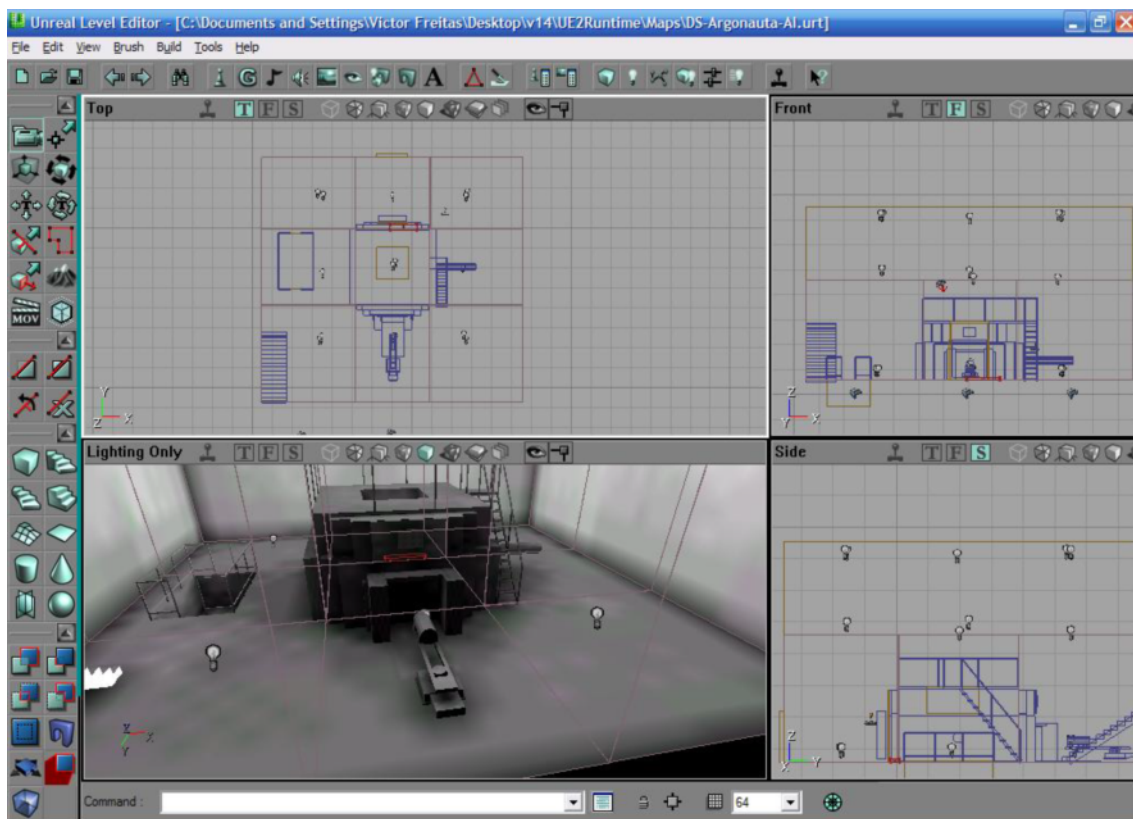 Unreal Level Editor - [C:\Documents and Settings\Victor Freitas\Desktop\v14\UE2Runtime\Maps\DS-Argonauta-AI.urt]
File Edit View Brush Build Tools Help
G A
MOV
Top T F S
Front T F S
Y Z X
Z X
Lighting Only T F S
Side T F S
Z X Y
Z X Y
Command : 64